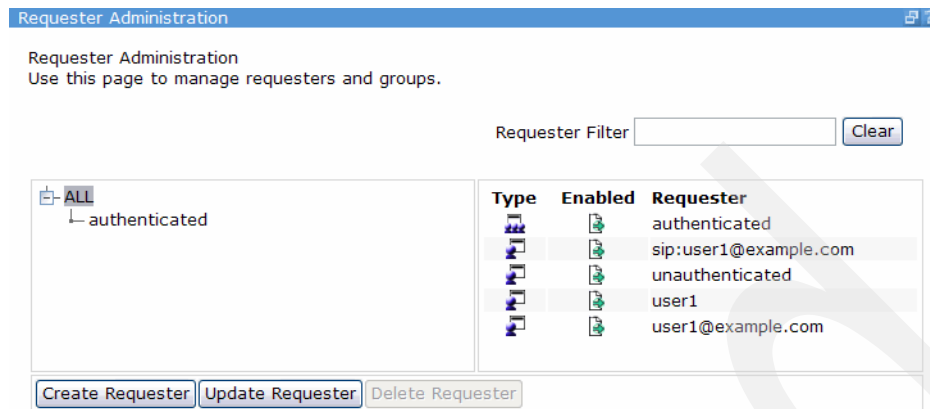 Requester Administration
Requester Administration
Use this page to manage requesters and groups.
Requester Filter Clear
ALL
authenticated
Type Enabled Requester
authenticated
sip:user1@example.com
unauthenticated
user1
user1@example.com
Create Requester Update Requester Delete Requester